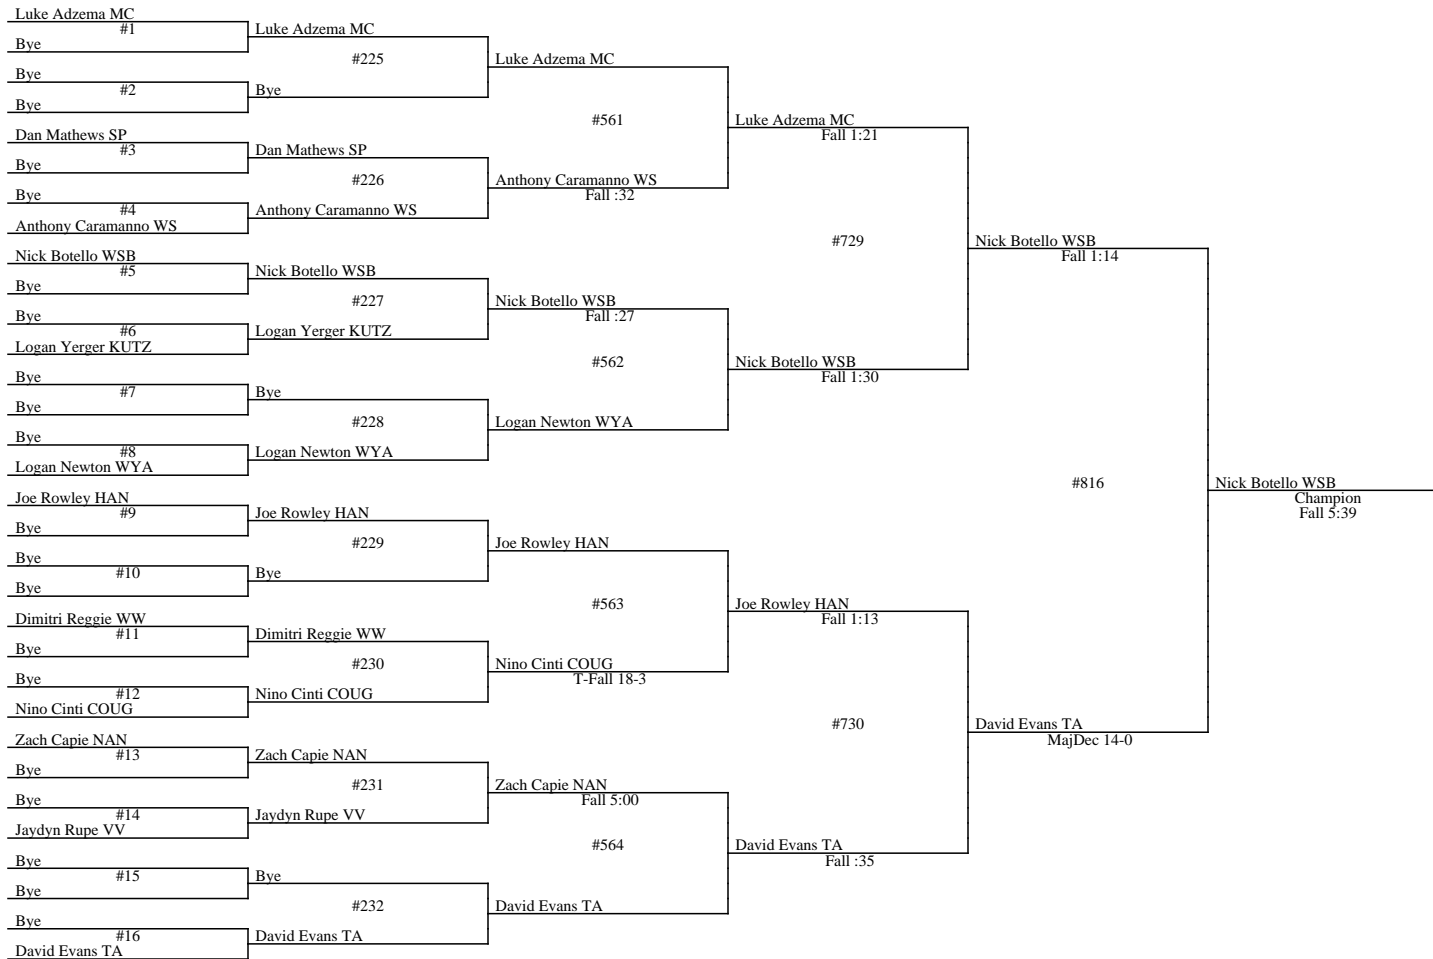 Luke Adzema MC
#1
Bye
Bye
#2
Bye
Dan Mathews SP
#3
Bye
Bye
#4
Anthony Caramanno WS
Nick Botello WSB
#5
Bye
Bye
#6
Logan Yerger KUTZ
Bye
#7
Bye
Bye
#8
Logan Newton WYA
Joe Rowley HAN
#9
Bye
Bye
#10
Bye
Dimitri Reggie WW
#11
Bye
Bye
#12
Nino Cinti COUG
Zach Capie NAN
#13
Bye
Bye
#14
Jaydyn Rupe VV
Bye
#15
Bye
Bye
#16
David Evans TA
Luke Adzema MC
#225
Bye
Dan Mathews SP
#226
Anthony Caramanno WS
Nick Botello WSB
#227
Logan Yerger KUTZ
Bye
#228
Logan Newton WYA
Joe Rowley HAN
#229
Bye
Dimitri Reggie WW
#230
Nino Cinti COUG
Zach Capie NAN
#231
Jaydyn Rupe VV
Bye
#232
David Evans TA
Luke Adzema MC
#561
Anthony Caramanno WS
Fall :32
Nick Botello WSB
Fall :27
#562
Logan Newton WYA
Joe Rowley HAN
#563
Nino Cinti COUG
T-Fall 18-3
Zach Capie NAN
Fall 5:00
#564
David Evans TA
Luke Adzema MC
Fall 1:21
#729
Nick Botello WSB
Fall 1:30
Joe Rowley HAN
Fall 1:13
#730
David Evans TA
Fall :35
Nick Botello WSB
Fall 1:14
#816
David Evans TA
MajDec 14-0
Nick Botello WSB
Champion
Fall 5:39